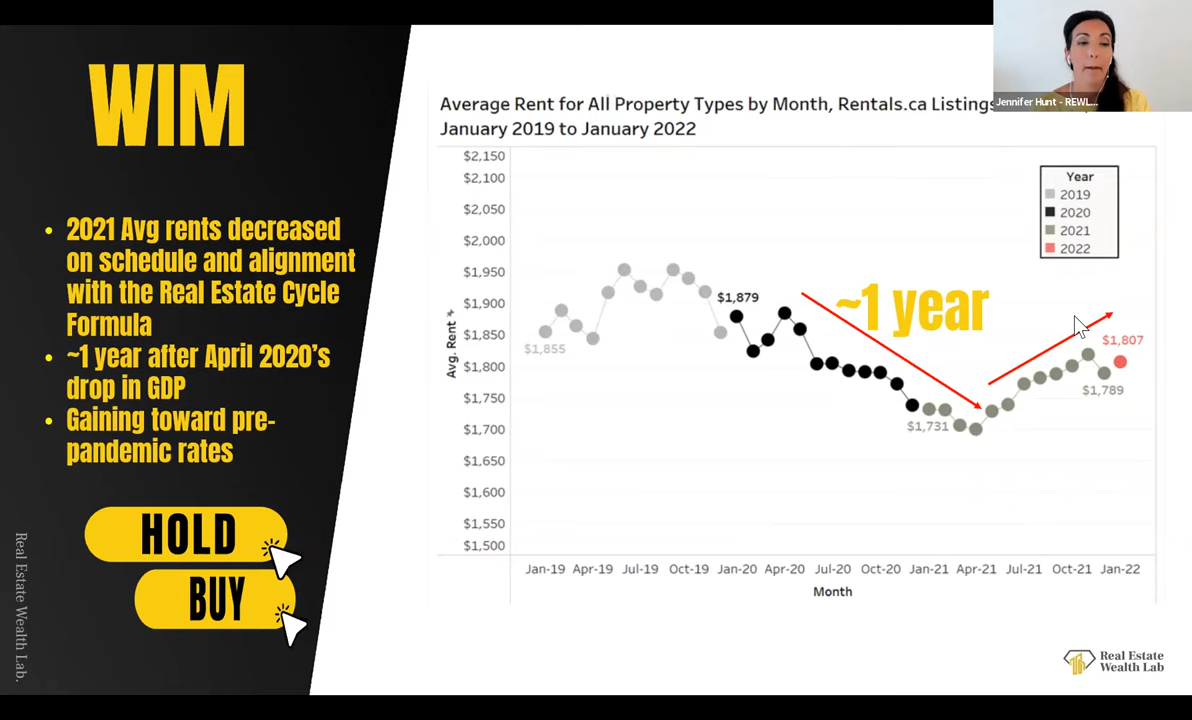 WIM
2021 Avg rents decreased
on schedule and alignment
with the Real Estate Cycle
Formula
~1 year after April 2020's
drop in GDP
Gaining toward pre-
pandemic rates
HOLD
BUY
Real Estate Wealth Lab.
Average Rent for All Property Types by Month, Rentals.ca Listings
January 2019 to January 2022
Jennifer Hunt - REWL...
$2,150
$2,100
$2,050
$2,000
$1,950
$1,900
$1,850
$1,800
$1,750
$1,700
$1,650
$1,600
$1,550
$1,500
Avg. Rent
Year
2019
2020
2021
2022
~1 year
$1,855
$1,879
$1,731
$1,789
$1,807
Jan-19 Apr-19 Jul-19 Oct-19 Jan-20 Apr-20 Jul-20 Oct-20 Jan-21 Apr-21 Jul-21 Oct-21 Jan-22
Month
Real Estate
Wealth Lab